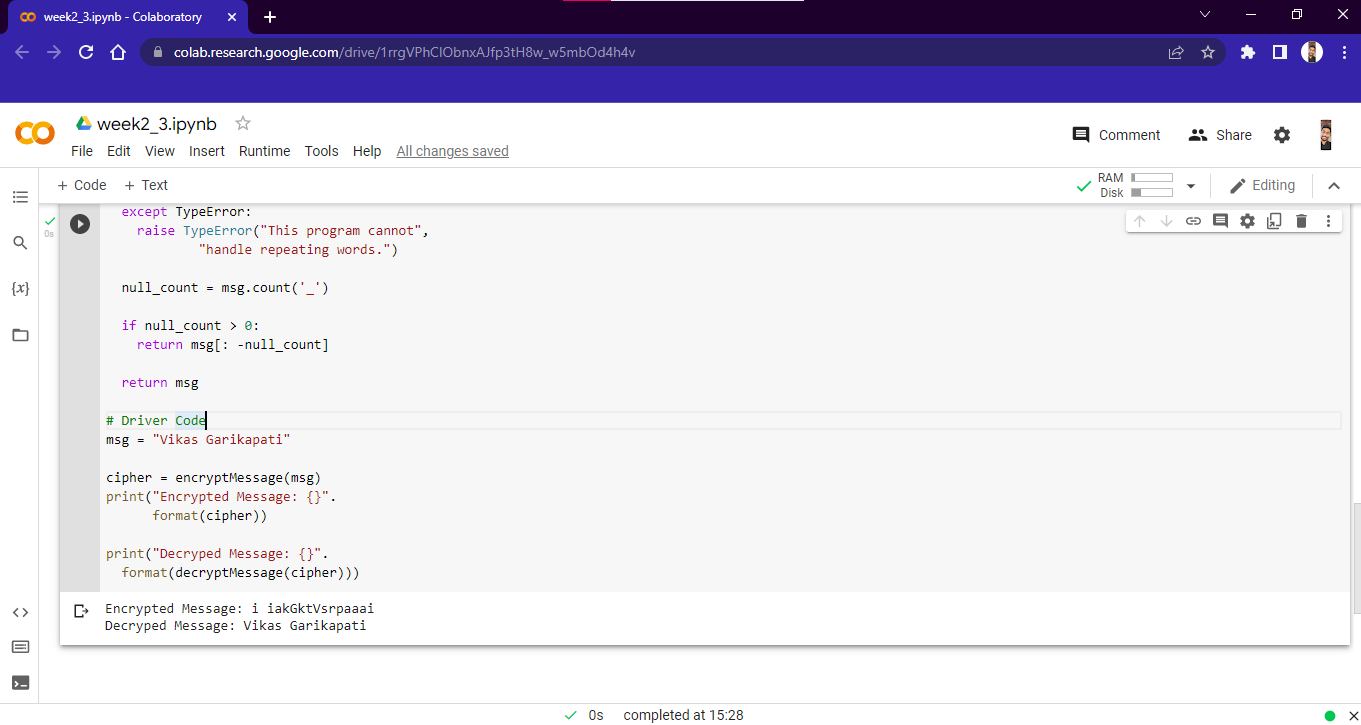 week2_3.ipynb - Colaboratory
colab.research.google.com/drive/1rrgVPhClObnxAJfp3tH8w_w5mbOd4h4v
week2_3.ipynb
File Edit View Insert Runtime Tools Help All changes saved
Comment Share
+ Code + Text
RAM
Disk
Editing
0s
except TypeError:
raise TypeError("This program cannot",
"handle repeating words.")
null_count = msg.count('_')
if null_count > 0:
return msg[: -null_count]
return msg
# Driver Code
msg = "Vikas Garikapati"
cipher = encryptMessage(msg)
print("Encrypted Message: {}".
format(cipher))
print("Decryped Message: {}".
format(decryptMessage(cipher)))
Encrypted Message: i iakGktVsrpaaai
Decryped Message: Vikas Garikapati
{x}
<>
0s completed at 15:28